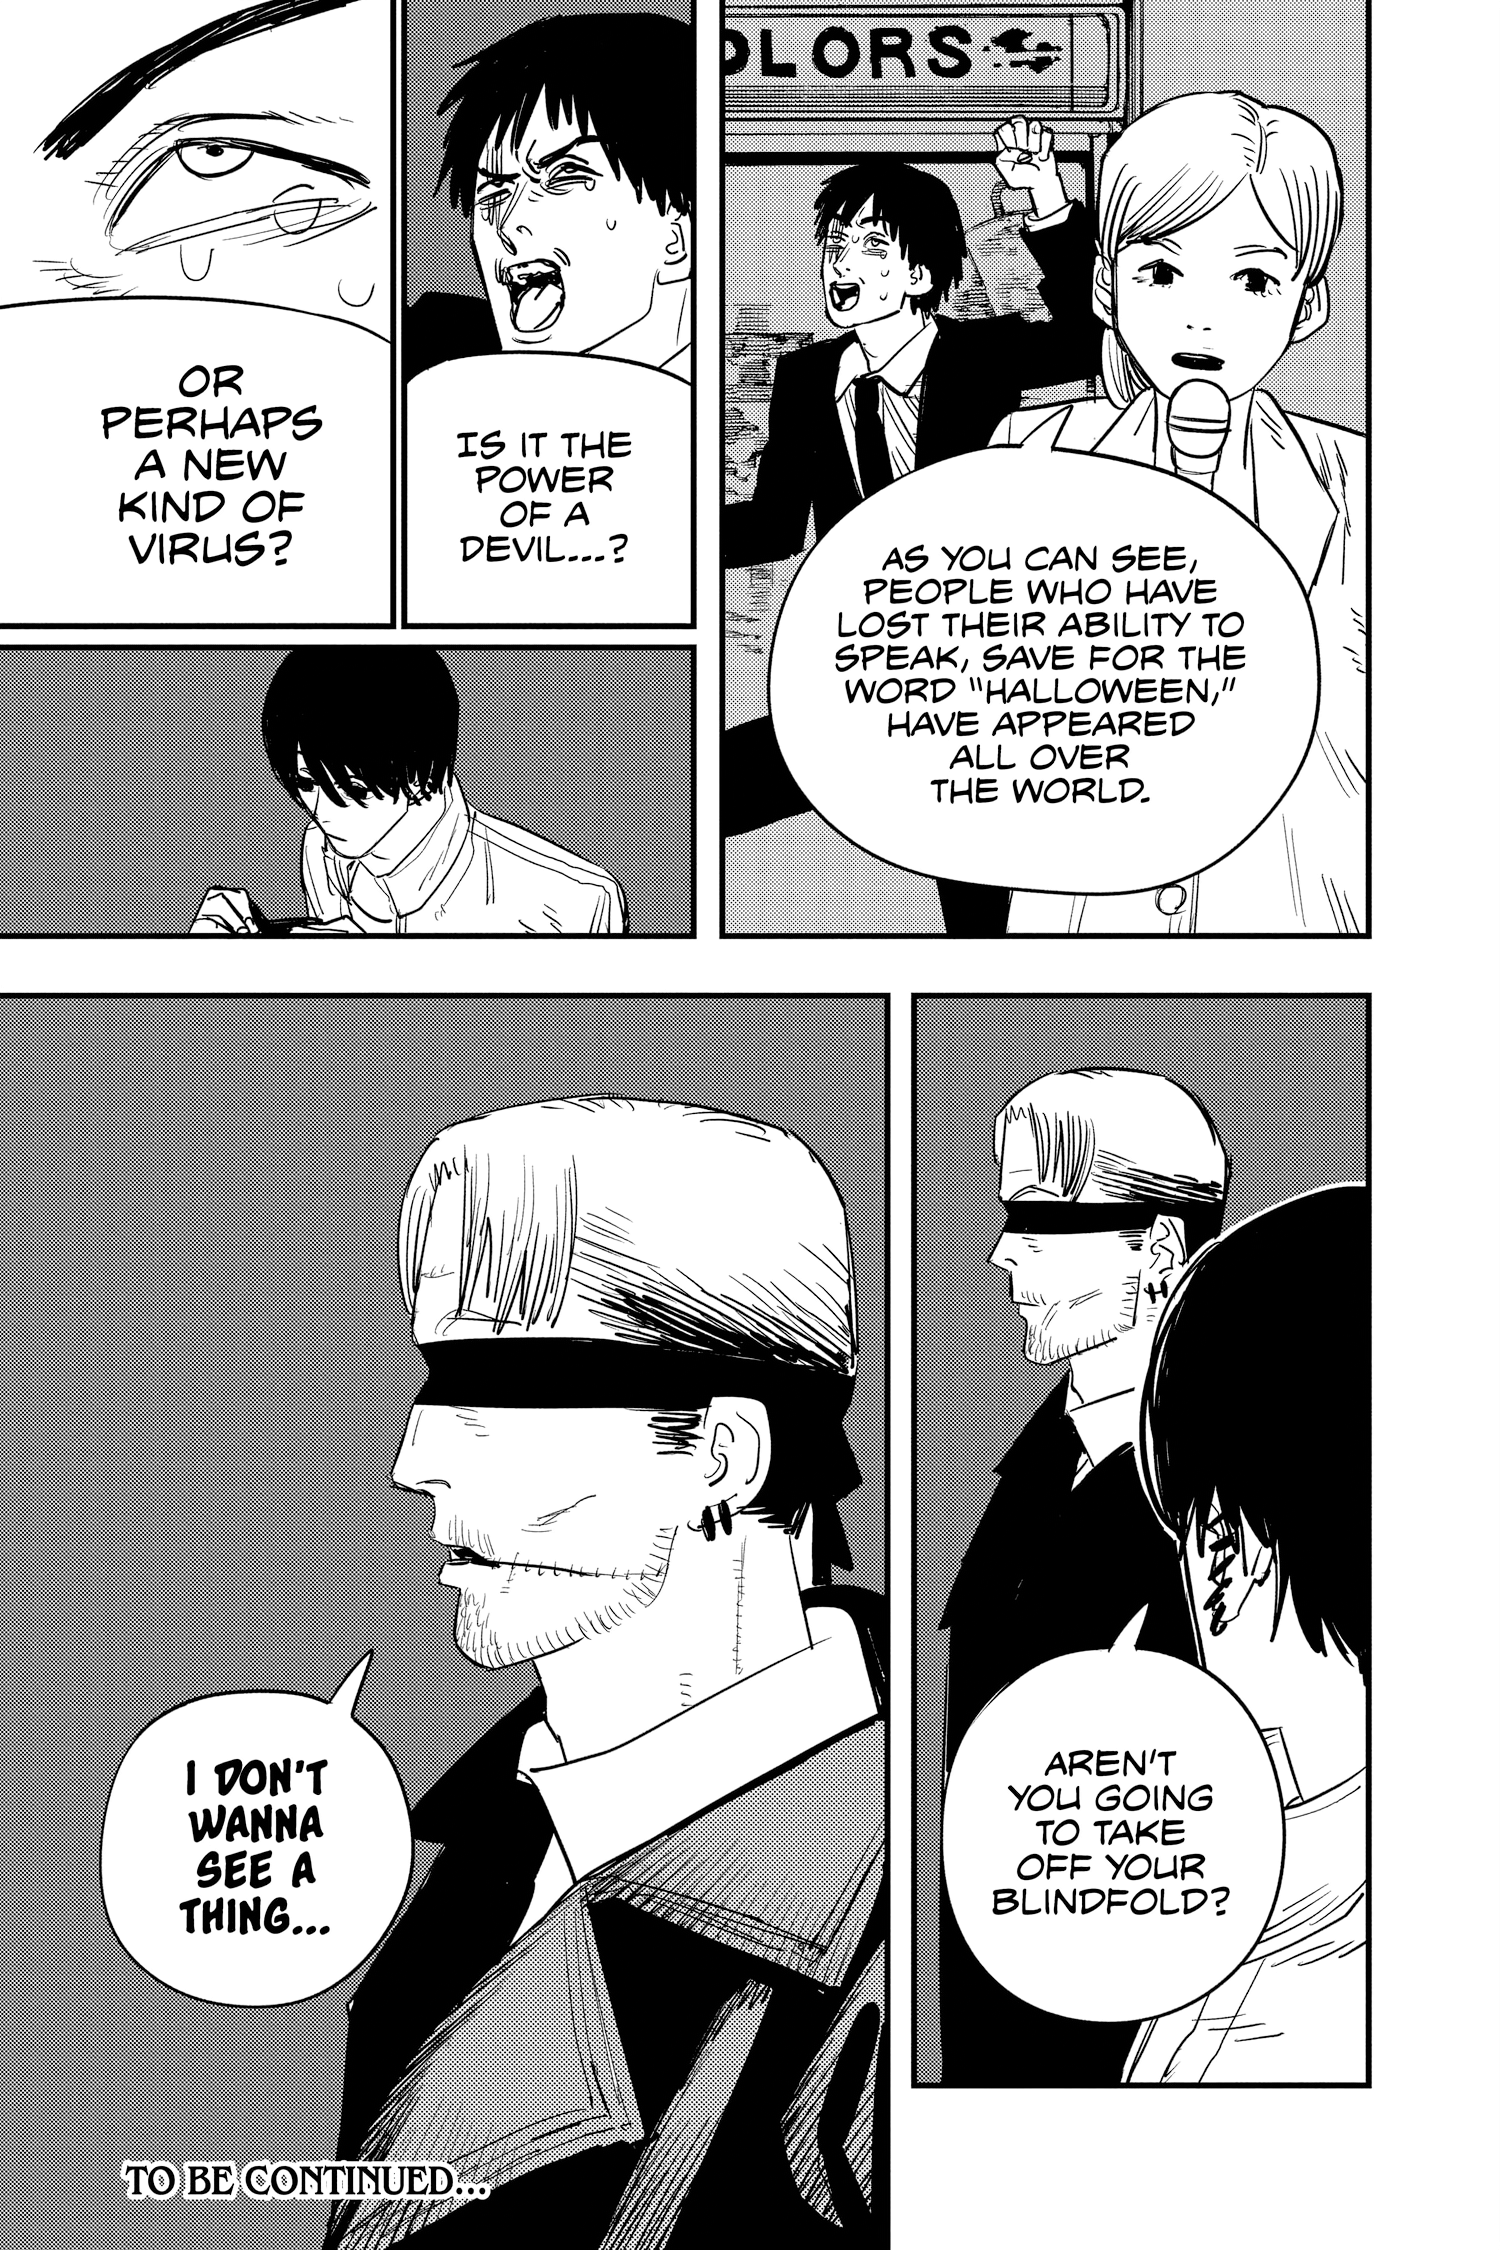 OLORS
AS YOU CAN SEE,
PEOPLE WHO HAVE
LOST THEIR ABILITY TO
SPEAK, SAVE FOR THE
WORD "HALLOWEEN,"
HAVE APPEARED
ALL OVER
THE WORLD.
IS IT THE
POWER
OF A
DEVIL...?
OR
PERHAPS
A NEW
KIND OF
VIRUS?
AREN'T
YOU GOING
TO TAKE
OFF YOUR
BLINDFOLD?
I DON'T
WANNA
SEE A
THING...
TO BE CONTINUED...